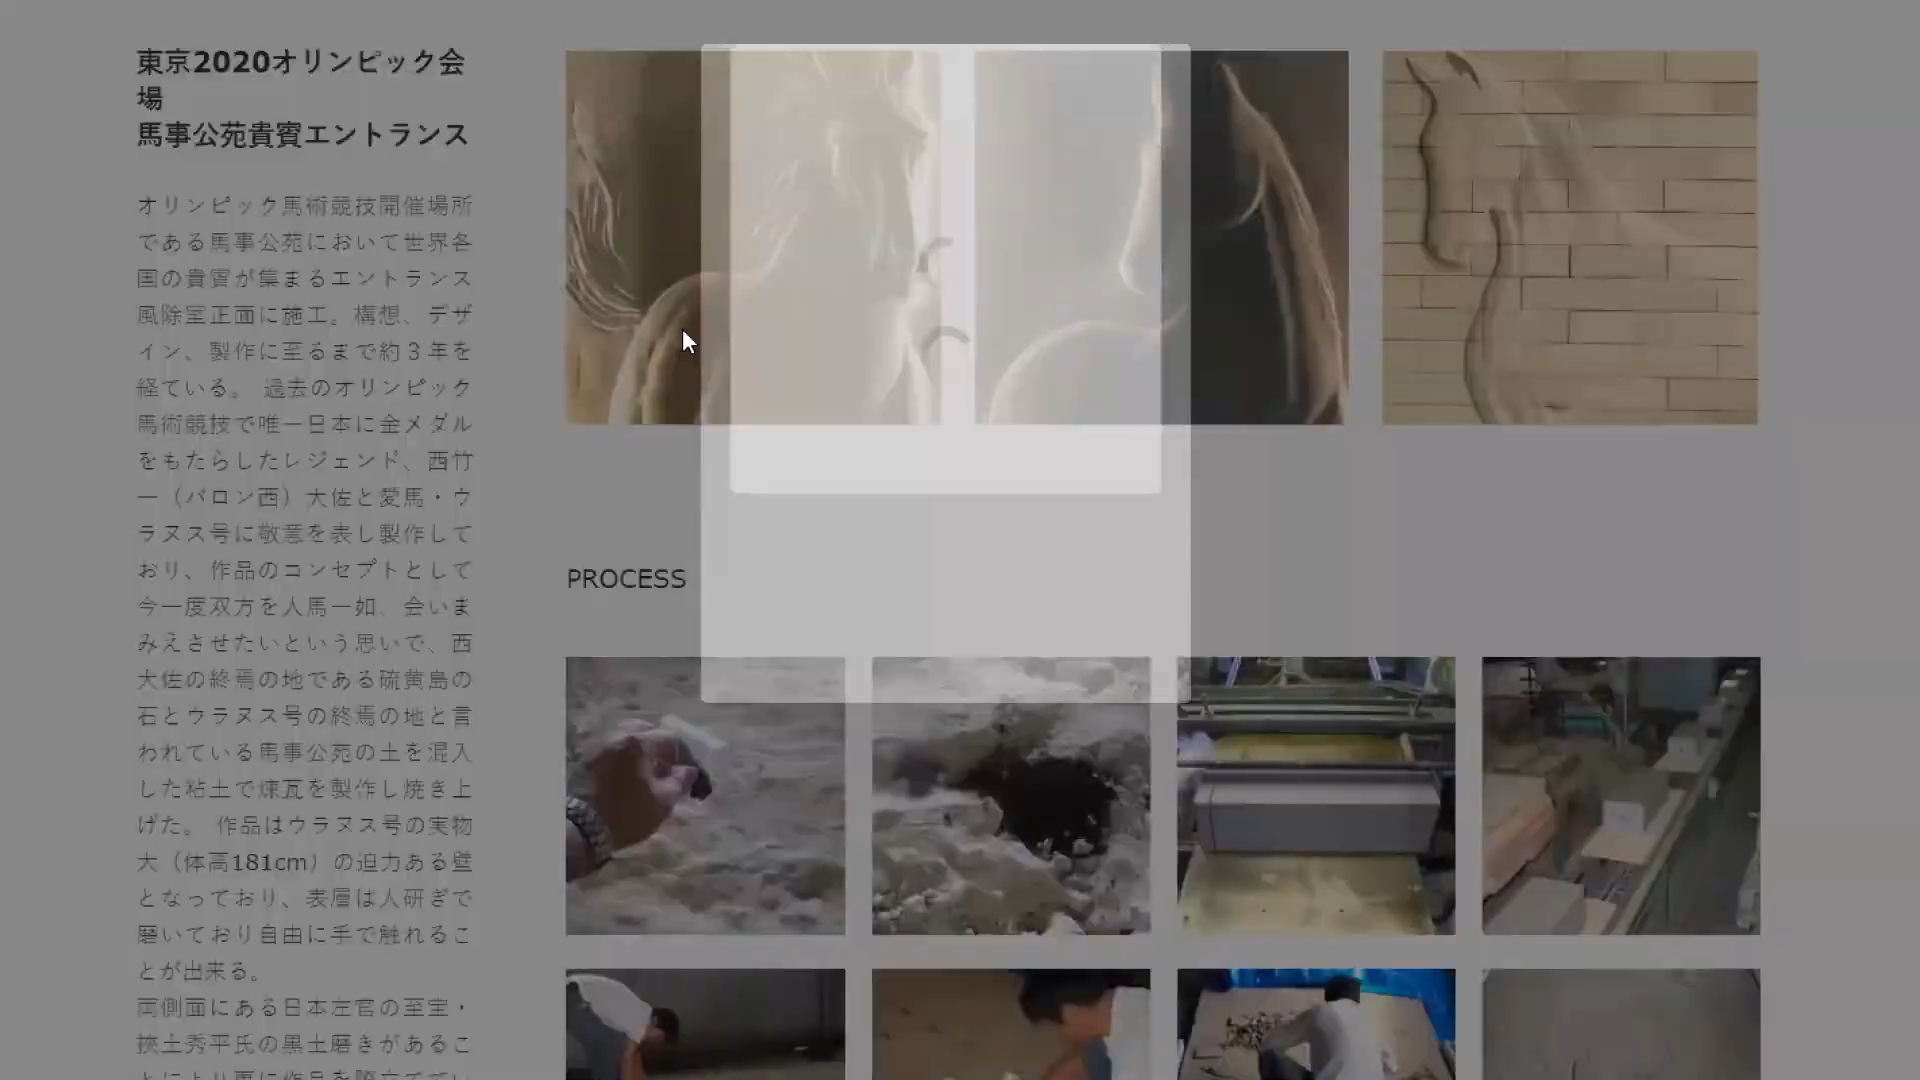 東京2020オリンピック会
場
馬事公苑貴賓エントランス
オリンピック馬術競技開催場所
である馬事公苑において世界各
国の貴賓が集まるエントランス
風除室正面に施工。構想、デザ
イン、製作に至るまで約３年を
経ている。 過去のオリンピック
馬術競技で唯一日本に金メダル
をもたらしたレジェンド、西竹
一（バロン西）大佐と愛馬・ウ
ラヌス号に敬意を表し製作して
おり、作品のコンセプトとして
今一度双方を人馬一如、会いま
みえさせたいという思いで、西
大佐の終焉の地である硫黄島の
石とウラヌス号の終焉の地と言
われている馬事公苑の土を混入
した粘土で煉瓦を製作し焼き上
げた。 作品はウラヌス号の実物
大（体高181cm）の迫力ある壁
となっており、表層は人研ぎで
磨いており自由に手で触れるこ
とが出来る。
両側面にある日本左官の至宝・
挾土秀平氏の黒土磨きがあるこ
とにより更に作品を際立ててい
PROCESS